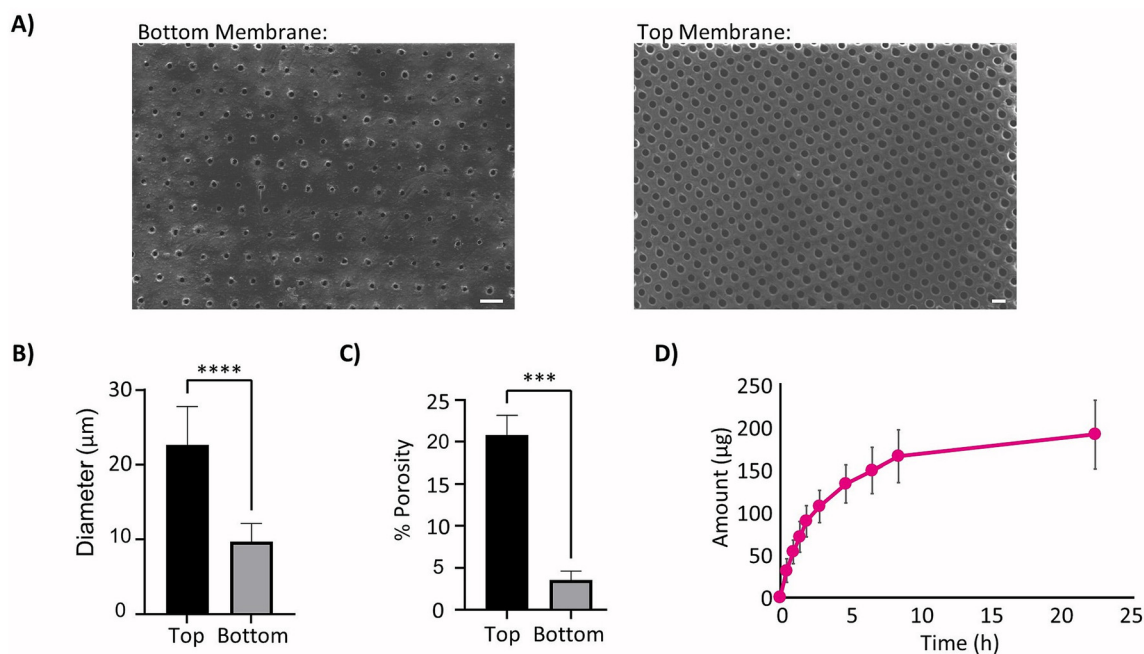 A)
Bottom Membrane:
Top Membrane:
B)
Diameter (µm)
30
20
10
0
****
Top
Bottom
C)
% Porosity
25
20
15
10
5
0
***
Top
Bottom
D)
Amount (µg)
250
200
150
100
50
0
0
5
10
15
20
25
Time (h)